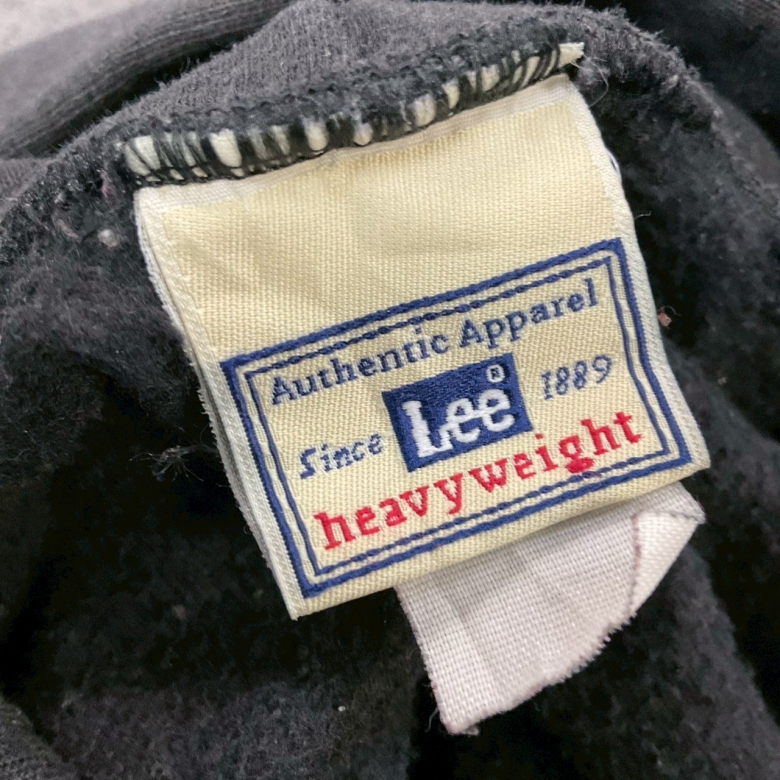 Authentic Apparel
Since Lee® 1889
heavyweight